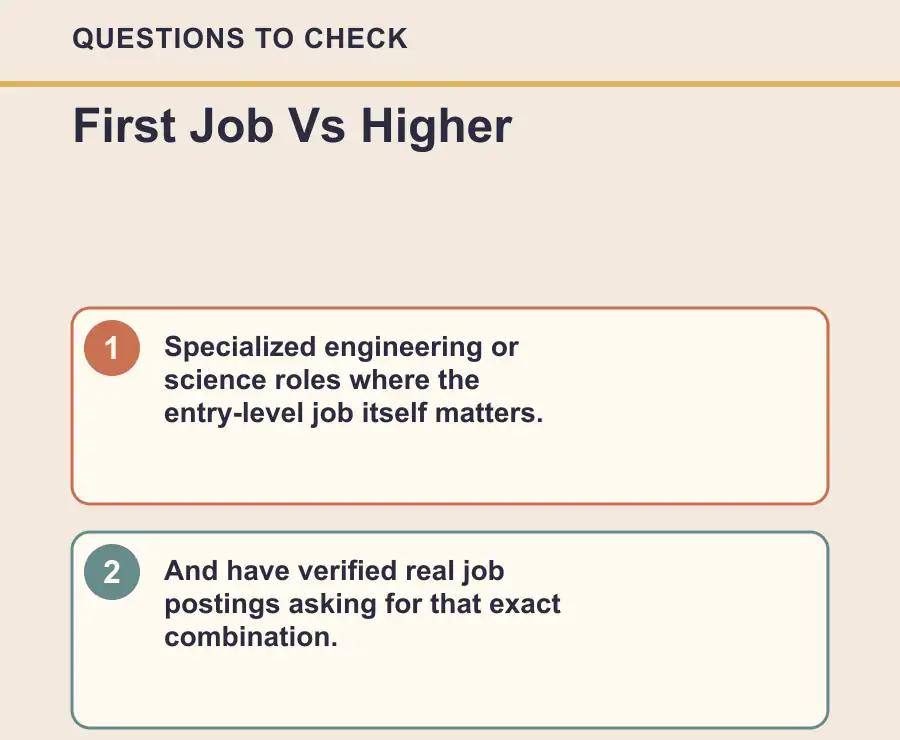 QUESTIONS TO CHECK
First Job Vs Higher
1
Specialized engineering or
science roles where the
entry-level job itself matters.
2
And have verified real job
postings asking for that exact
combination.